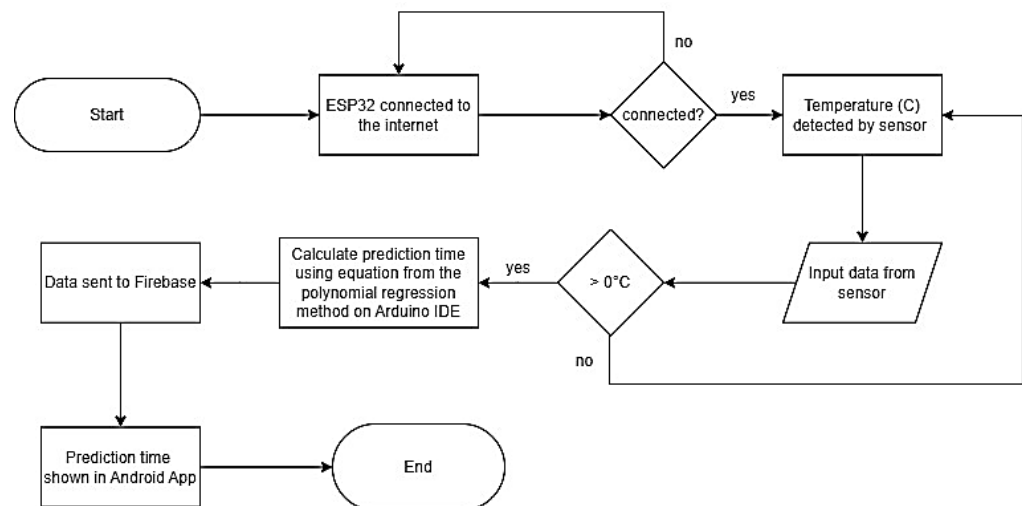 no
Start
ESP32 connected to
the internet
connected?
yes
Temperature (C)
detected by sensor
Data sent to Firebase
Calculate prediction time
using equation from the
polynomial regression
method on Arduino IDE
yes
> 0°C
Input data from
sensor
no
Prediction time
shown in Android App
End